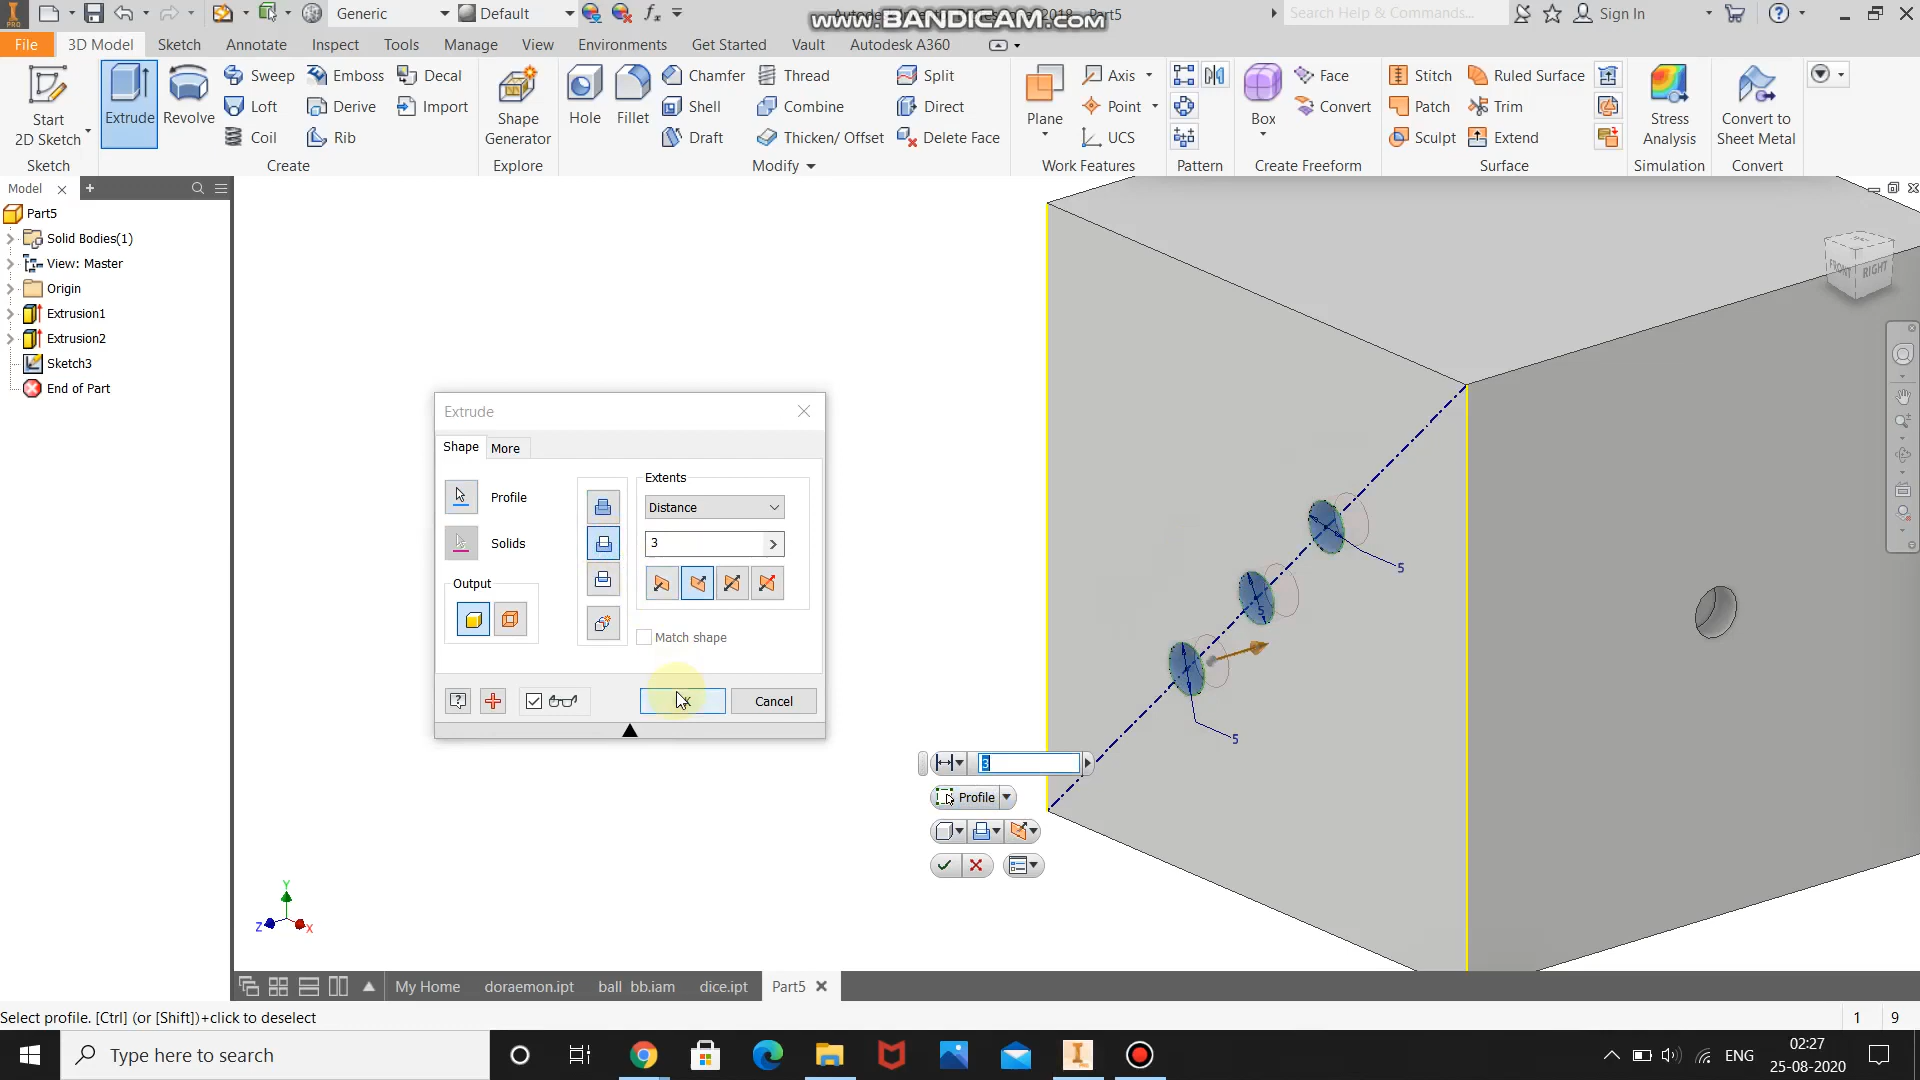 Generic
Default
fx
www.BANDICAM.com
Part5
Search Help & Commands...
Sign In
PRO
File
3D Model
Sketch
Annotate
Inspect
Tools
Manage
View
Environments
Get Started
Vault
Autodesk A360
Start
2D Sketch
Sketch
Extrude
Revolve
Sweep
Emboss
Decal
Loft
Derive
Import
Coil
Rib
Create
Shape
Generator
Explore
Hole
Fillet
Chamfer
Thread
Split
Shell
Combine
Direct
Draft
Thicken/ Offset
Delete Face
Modify
Plane
Axis
Point
UCS
Work Features
Pattern
Box
Face
Convert
Create Freeform
Stitch
Ruled Surface
Patch
Trim
Sculpt
Extend
Surface
Stress
Analysis
Simulation
Convert to
Sheet Metal
Convert
Model
Part5
Solid Bodies(1)
View: Master
Origin
Extrusion1
Extrusion2
Sketch3
End of Part
FRONT
RIGHT
Extrude
Shape
More
Profile
Solids
Output
Extents
Distance
3
Match shape
Cancel
5
5
5
3
Profile
Y
Z
X
My Home
doraemon.ipt
ball bb.iam
dice.ipt
Part5
Select profile. [Ctrl] (or [Shift])+click to deselect
1
9
Type here to search
ENG
02:27
25-08-2020